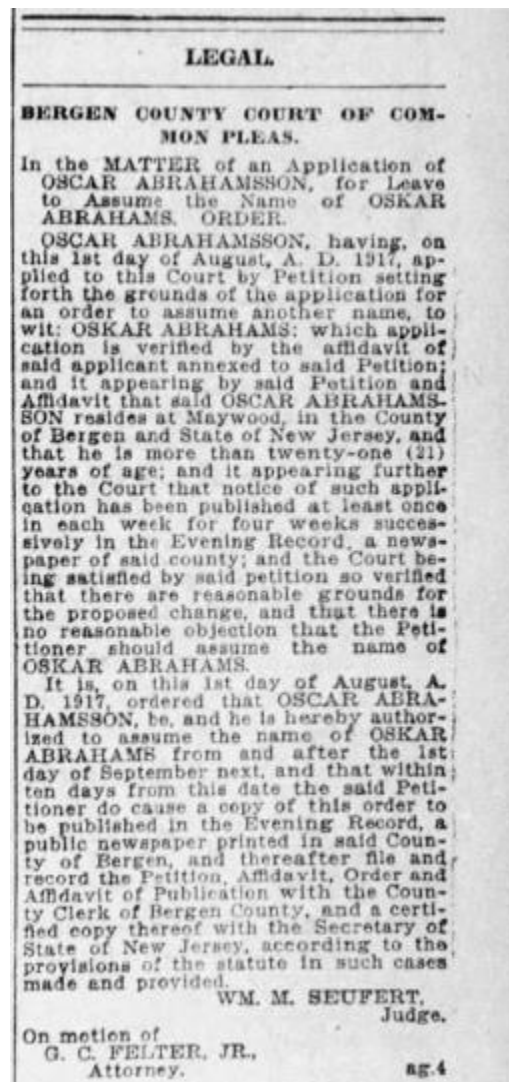 LEGAL.
BERGEN COUNTY COURT OF COM-
MON PLEAS.
In the MATTER of an Application of
OSCAR ABRAHAMSSON, for Leave
to Assume the Name of OSKAR
ABRAHAMS. ORDER.
OSCAR ABRAHAMSSON, having, on
this 1st day of August, A. D. 1917, ap-
plied to this Court by Petition setting
forth the grounds of the application for
an order to assume another name, to
wit: OSKAR ABRAHAMS: which appli-
cation is verified by the affidavit of
said applicant annexed to said Petition;
and it appearing by said Petition and
Affidavit that said OSCAR ABRAHAMS-
SON resides at Maywood, in the County
of Bergen and State of New Jersey, and
that he is more than twenty-one (21)
years of age; and it appearing further
to the Court that notice of such appli-
qation has been published at least once
in each week for four weeks succes-
sively in the Evening Record, a news-
paper of said county; and the Court be-
ing satisfied by said petition so verified
that there are reasonable grounds for
the proposed change, and that there is
no reasonable objection that the Peti-
tioner should assume the name of
OSKAR ABRAHAMS.
It is, on this 1st day of August, A.
D. 1917, ordered that OSCAR ABRA-
HAMSSON, be, and he is hereby author-
ized to assume the name of OSKAR
ABRAHAMS from and after the 1st
day of September next, and that within
ten days from this date the said Peti-
tioner do cause a copy of this order to
be published in the Evening Record, a
public newspaper printed in said Coun-
ty of Bergen, and thereafter file and
record the Petition, Affidavit, Order and
Affidavit of Publication with the Coun-
ty Clerk of Bergen County, and a certi-
fied copy thereof with the Secretary of
State of New Jersey, according to the
provisions of the statute in such cases
made and provided.
WM. M. SEUFERT,
Judge.
On motion of
G. C. FELTER, JR.,
Attorney. ag.4